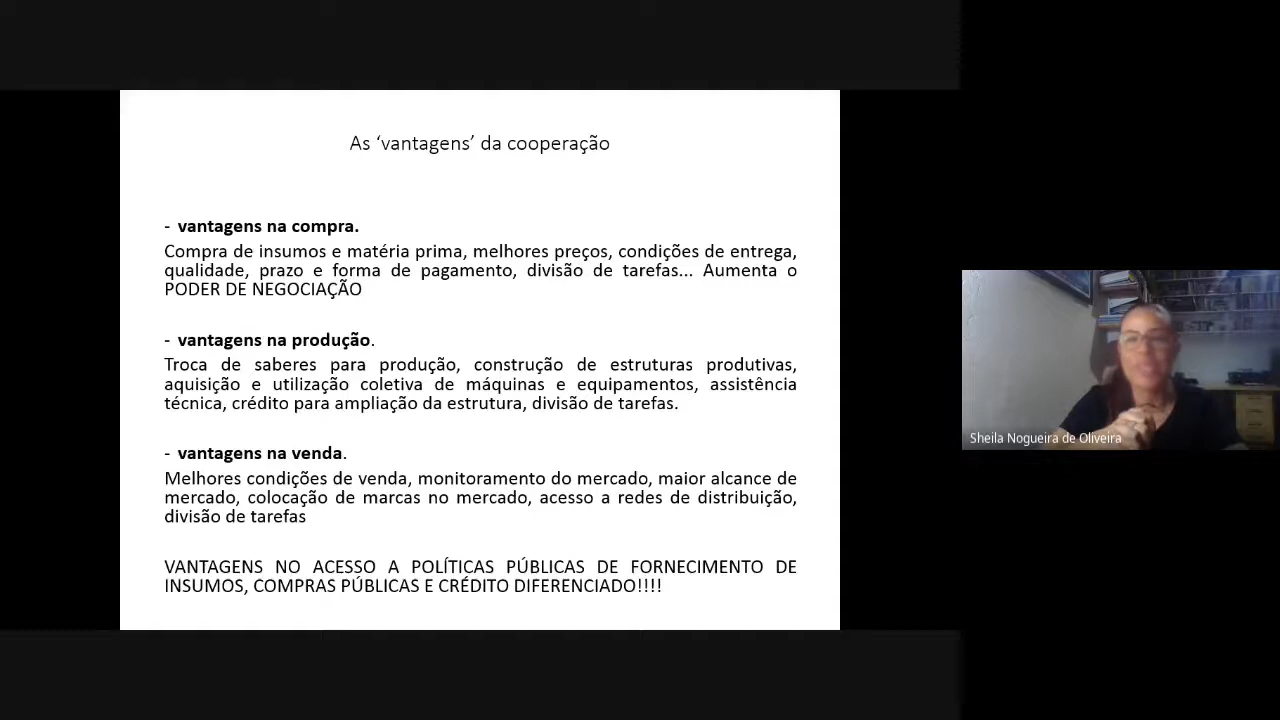 As ‘vantagens’ da cooperação
- vantagens na compra.
Compra de insumos e matéria prima, melhores preços, condições de entrega,
qualidade, prazo e forma de pagamento, divisão de tarefas... Aumenta o
PODER DE NEGOCIAÇÃO
- vantagens na produção.
Troca de saberes para produção, construção de estruturas produtivas,
aquisição e utilização coletiva de máquinas e equipamentos, assistência
técnica, crédito para ampliação da estrutura, divisão de tarefas.
- vantagens na venda.
Melhores condições de venda, monitoramento do mercado, maior alcance de
mercado, colocação de marcas no mercado, acesso a redes de distribuição,
divisão de tarefas
VANTAGENS NO ACESSO A POLÍTICAS PÚBLICAS DE FORNECIMENTO DE
INSUMOS, COMPRAS PÚBLICAS E CRÉDITO DIFERENCIADO!!!!
Sheila Nogueira de Oliveira